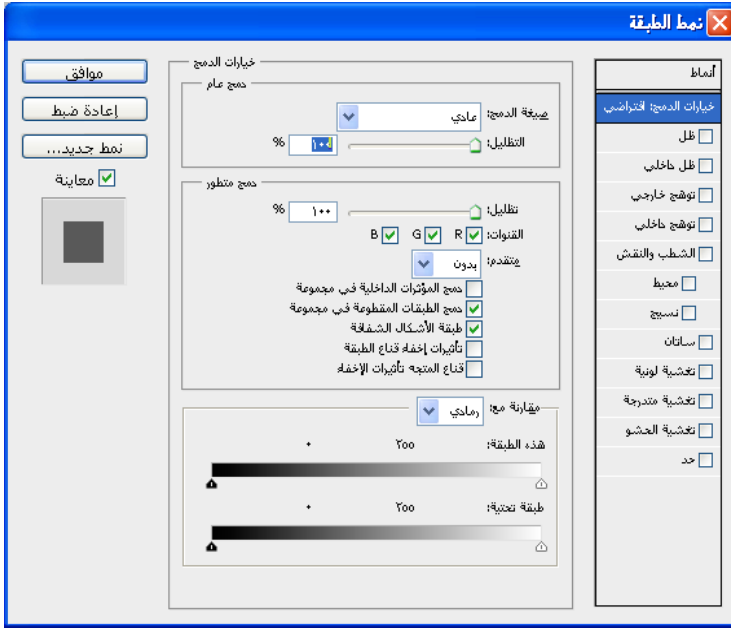 نمط الطبقة
أنماط
خيارات الدمج: افتراضي
ظل
ظل داخلي
توهج خارجي
توهج داخلي
الشطب والنقش
محيط
نسيج
ساتان
تغشية لونية
تغشية متدرجة
تغشية الحشو
حد
خيارات الدمج
دمج عام
صيغة الدمج: عادي
التظليل: ١٠٠ %
دمج متطور
تظليل: ١٠٠ %
القنوات: R G B
متقدم: بدون
دمج المؤثرات الداخلية في مجموعة
دمج الطبقات المقطوعة في مجموعة
طبقة الأشكال الشفافة
تأثيرات إخفاء قناع الطبقة
قناع المتجه تأثيرات الإخفاء
مقارنة مع: رمادي
هذه الطبقة: ٢٥٥ ٠
طبقة تحتية: ٢٥٥ ٠
موافق
إعادة ضبط
نمط جديد...
معاينة